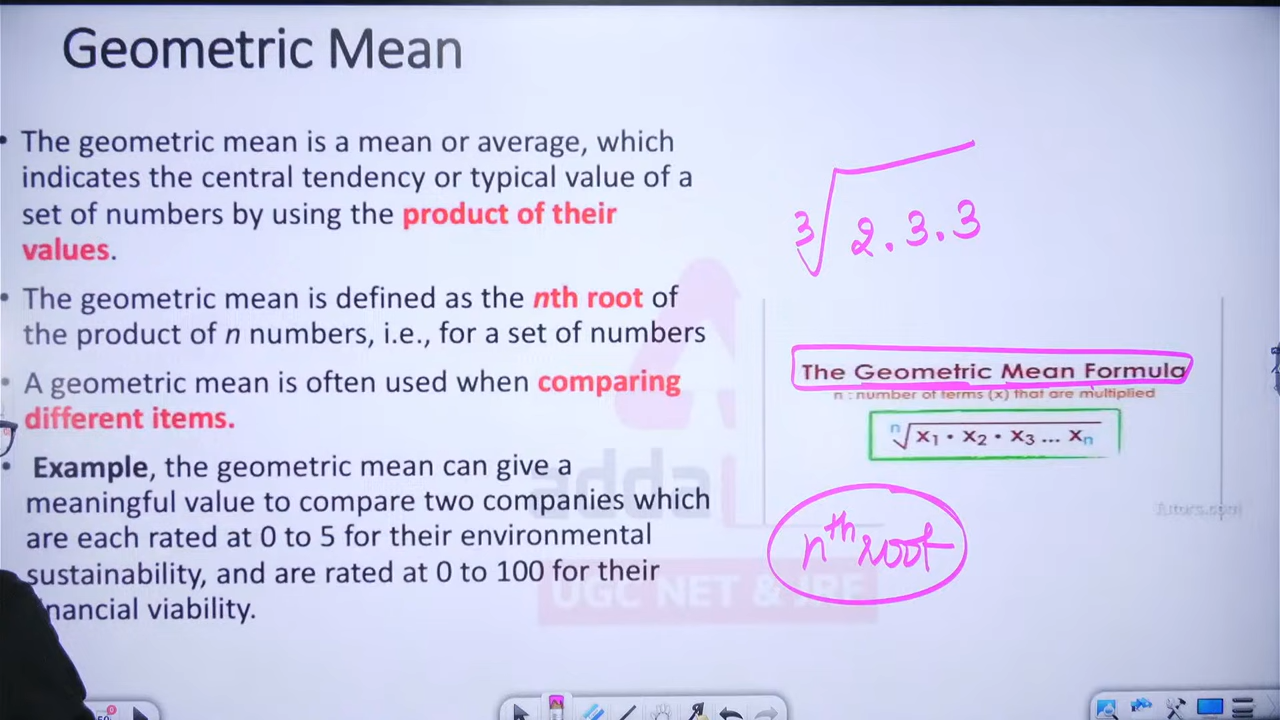 Geometric Mean
• The geometric mean is a mean or average, which
indicates the central tendency or typical value of a
set of numbers by using the product of their
values.
• The geometric mean is defined as the nth root of
the product of n numbers, i.e., for a set of numbers
• A geometric mean is often used when comparing
different items.
• Example, the geometric mean can give a
meaningful value to compare two companies which
are each rated at 0 to 5 for their environmental
sustainability, and are rated at 0 to 100 for their
financial viability.
3√2.3.3
The Geometric Mean Formula
n : number of terms (x) that are multiplied
n√x₁ • x₂ • x₃ ... xₙ
nth root
adda
UGC NET & JRF